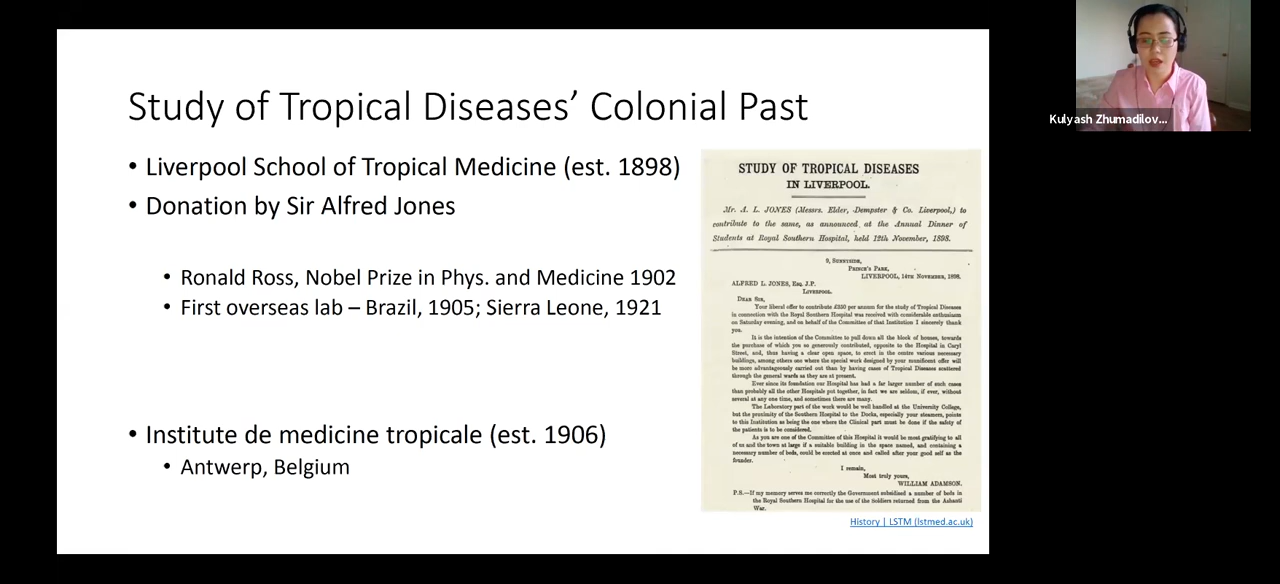 Study of Tropical Diseases’ Colonial Past
• Liverpool School of Tropical Medicine (est. 1898)
• Donation by Sir Alfred Jones
• Ronald Ross, Nobel Prize in Phys. and Medicine 1902
• First overseas lab – Brazil, 1905; Sierra Leone, 1921
• Institute de medicine tropicale (est. 1906)
• Antwerp, Belgium
STUDY OF TROPICAL DISEASES
IN LIVERPOOL.
Mr. A. L. JONES (Messrs. Elder, Dempster & Co. Liverpool,) to
contribute to the same, as announced at the Annual Dinner of
Students at Royal Southern Hospital, held 12th November, 1898.
9, SUNNYSIDE,
PRINCE'S PARK,
LIVERPOOL, 14TH NOVEMBER, 1898.
ALFRED L. JONES, ESQ. J.P.
LIVERPOOL.
DEAR SIR,
Your liberal offer to contribute £350 per annum for the study of Tropical Diseases
in connection with the Royal Southern Hospital was received with considerable enthusiasm
on Saturday evening, and on behalf of the Committee of that Institution I sincerely thank
you.
It is the intention of the Committee to pull down all the block of houses, towards
the purchase of which you so generously contributed, opposite to the Hospital in Caryl
Street, and, thus having a clear open space, to erect in the centre various necessary
buildings, among others one where the special work designed by your munificent offer will
be more advantageously carried out than by having cases of Tropical Diseases scattered
through the general wards as they are at present.
Ever since its foundation our Hospital has had a far larger number of such cases
than probably all the other Hospitals put together, in fact we are seldom, if ever, without
several at any one time, and sometimes there are many.
The Laboratory part of the work would be well handled at the University College,
but the proximity of the Southern Hospital to the Docks, especially your steamers, points
to this Institution as being the one where the Clinical part must be done if the safety of
the patients is to be considered.
As you are one of the Committee of this Hospital it would be most gratifying to all
of us and the town at large if a suitable building in the space named, and containing a
necessary number of beds, could be erected at once and called after your good self as the
founder.
I remain,
Most truly yours,
WILLIAM ADAMSON.
P.S.—If my memory serves me correctly the Government subsidised a number of beds in
the Royal Southern Hospital for the use of the Soldiers returned from the Ashanti
War.
History | LSTM (lstmed.ac.uk)
Kulyash Zhumadilov...